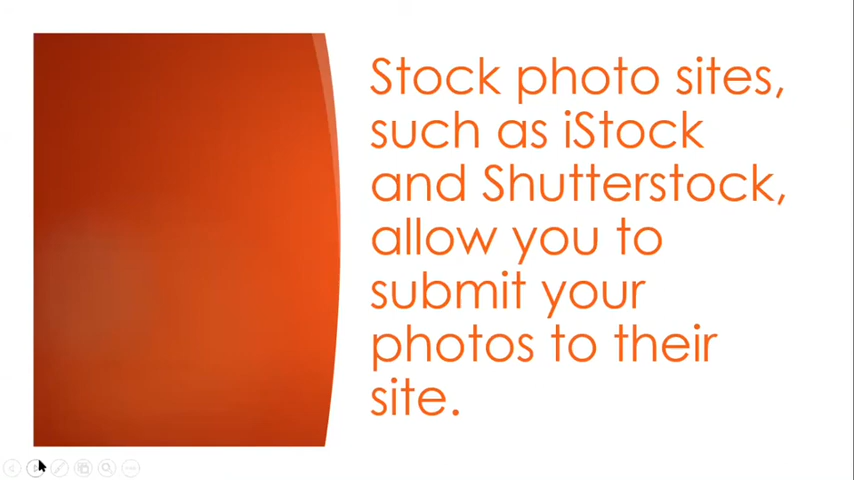 Stock photo sites,
such as iStock
and Shutterstock,
allow you to
submit your
photos to their
site.